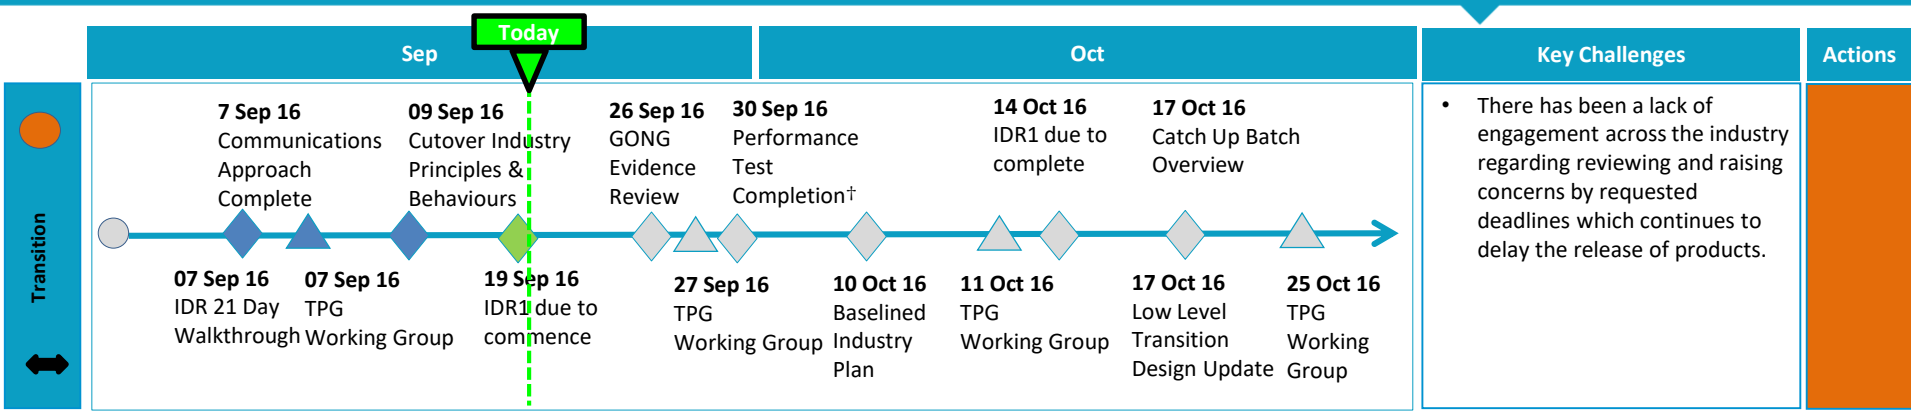 Today
Sep
Oct
Key Challenges
Actions
Transition
7 Sep 16
Communications
Approach
Complete
09 Sep 16
Cutover Industry
Principles &
Behaviours
26 Sep 16
GONG
Evidence
Review
30 Sep 16
Performance
Test
Completion†
14 Oct 16
IDR1 due to
complete
17 Oct 16
Catch Up Batch
Overview
07 Sep 16
IDR 21 Day
Walkthrough
07 Sep 16
TPG
Working Group
19 Sep 16
IDR1 due to
commence
27 Sep 16
TPG
Working Group
10 Oct 16
Baselined
Industry
Plan
11 Oct 16
TPG
Working Group
17 Oct 16
Low Level
Transition
Design Update
25 Oct 16
TPG
Working
Group
• There has been a lack of
engagement across the industry
regarding reviewing and raising
concerns by requested
deadlines which continues to
delay the release of products.